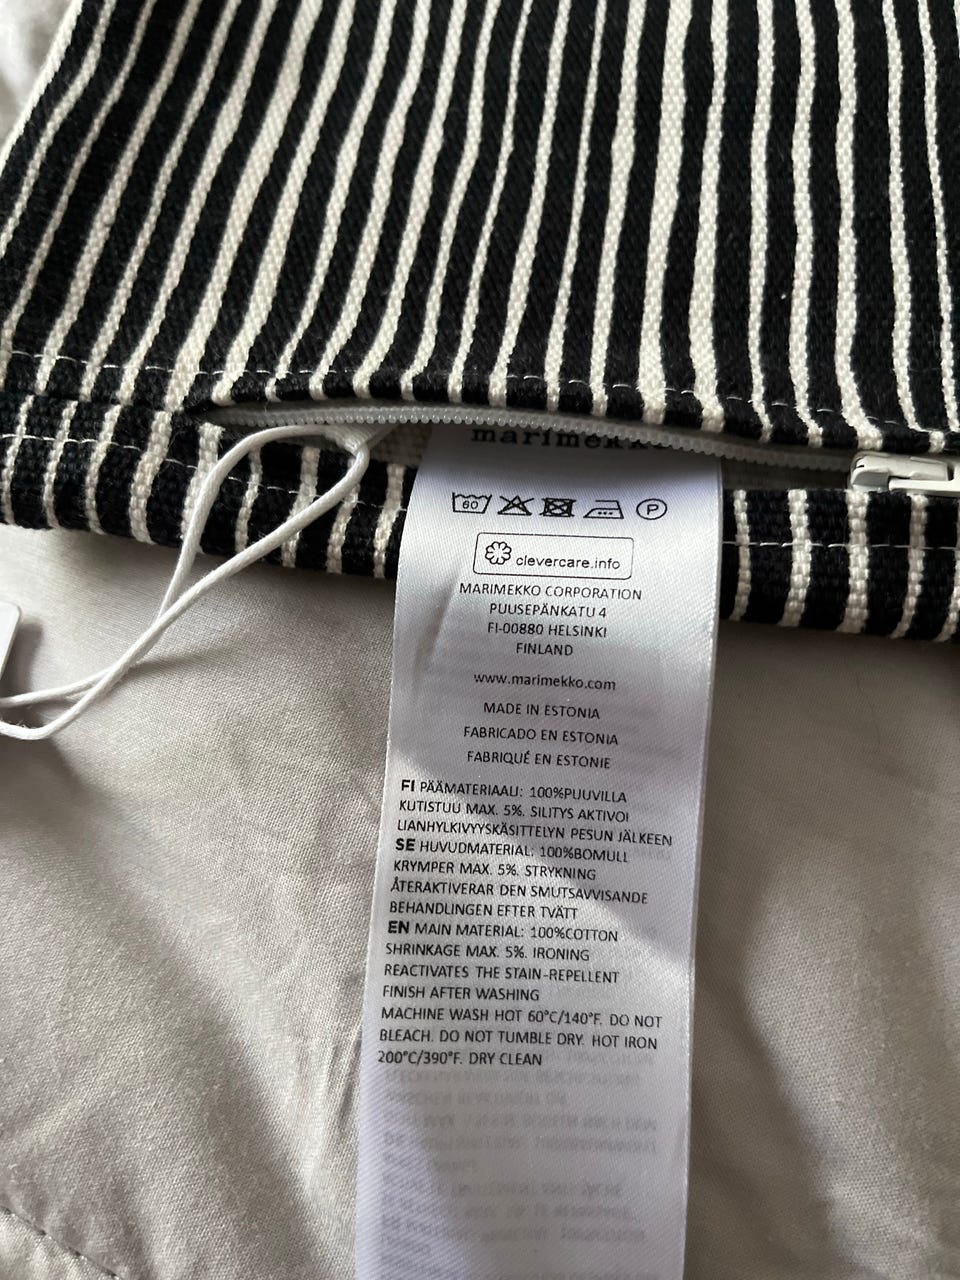 marimekko
60
P
clevercare.info
MARIMEKKO CORPORATION
PUUSEPÄNKATU 4
FI-00880 HELSINKI
FINLAND
www.marimekko.com
MADE IN ESTONIA
FABRICADO EN ESTONIA
FABRIQUÉ EN ESTONIE
FI PÄÄMATERIAALI: 100%PUUVILLA
KUTISTUU MAX. 5%. SILITYS AKTIVOI
LIANHYLKIVYYSKÄSITTELYN PESUN JÄLKEEN
SE HUVUDMATERIAL: 100%BOMULL
KRYMPER MAX. 5%. STRYKNING
ÅTERAKTIVERAR DEN SMUTSAVVISANDE
BEHANDLINGEN EFTER TVÄTT
EN MAIN MATERIAL: 100%COTTON
SHRINKAGE MAX. 5%. IRONING
REACTIVATES THE STAIN-REPELLENT
FINISH AFTER WASHING
MACHINE WASH HOT 60°C/140°F. DO NOT
BLEACH. DO NOT TUMBLE DRY. HOT IRON
200°C/390°F. DRY CLEAN